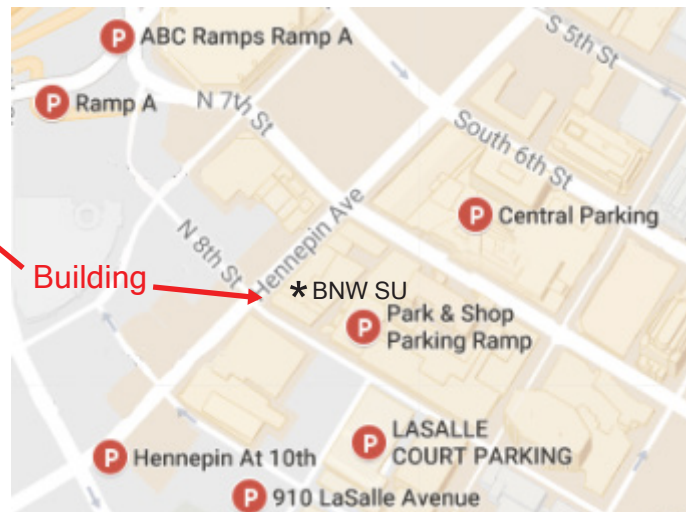 P ABC Ramps Ramp A
S 5th St
P Ramp A
N 7th St
South 6th St
P Central Parking
N 8th St
Hennepin Ave
Building
* BNW SU
P Park & Shop
Parking Ramp
P Hennepin At 10th
P LASALLE
COURT PARKING
P 910 LaSalle Avenue